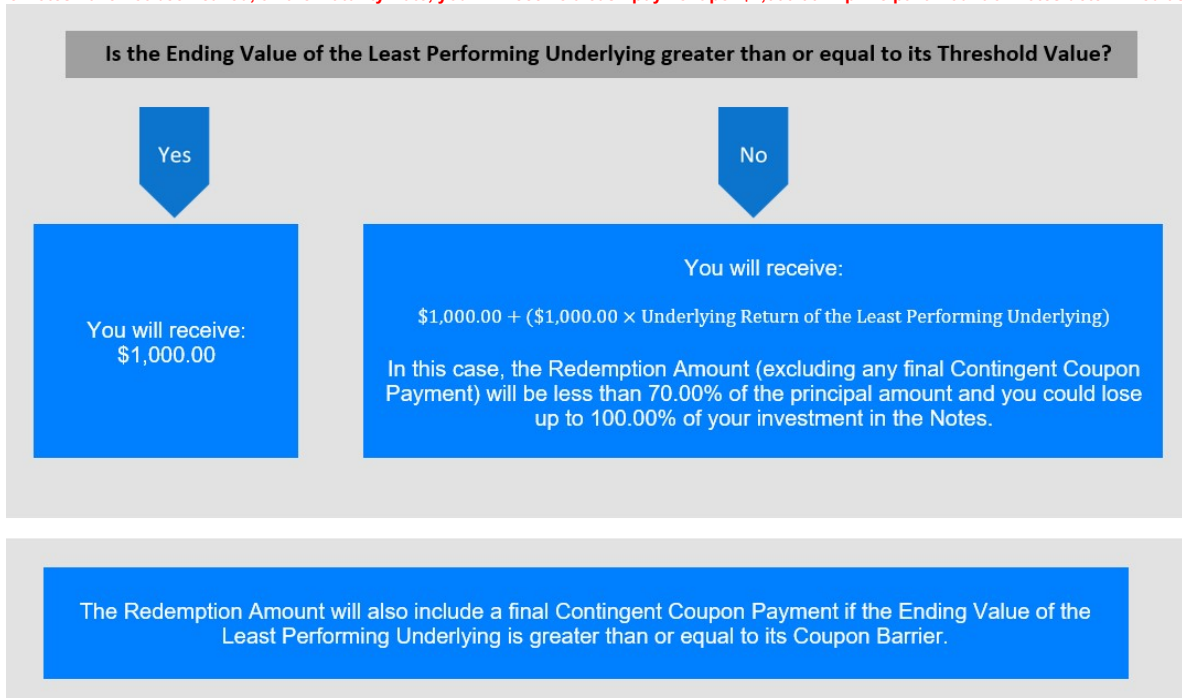 Is the Ending Value of the Least Performing Underlying greater than or equal to its Threshold Value?
Yes
No
You will receive:
$1,000.00
You will receive:
$1,000.00 + ($1,000.00 × Underlying Return of the Least Performing Underlying)
In this case, the Redemption Amount (excluding any final Contingent Coupon
Payment) will be less than 70.00% of the principal amount and you could lose
up to 100.00% of your investment in the Notes.
The Redemption Amount will also include a final Contingent Coupon Payment if the Ending Value of the
Least Performing Underlying is greater than or equal to its Coupon Barrier.